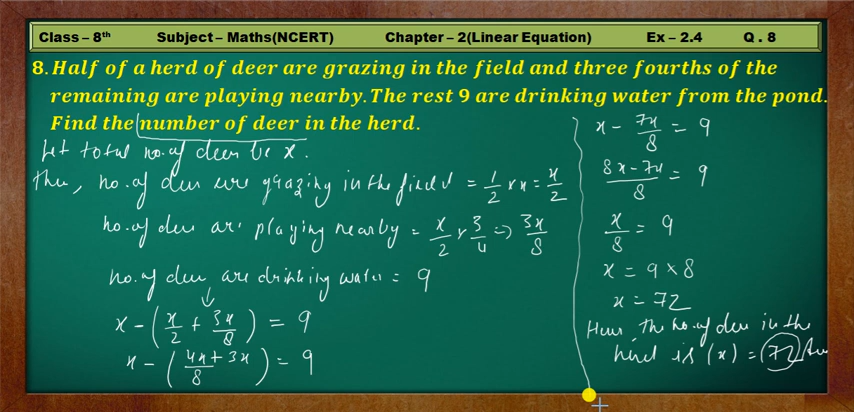 Class – 8th Subject – Maths(NCERT) Chapter – 2(Linear Equation) Ex – 2.4 Q . 8
8. Half of a herd of deer are grazing in the field and three fourths of the
remaining are playing nearby. The rest 9 are drinking water from the pond.
Find the number of deer in the herd.
Let total no. of deer be x.
Then, no. of deer are grazing in the field = 1/2 × x = x/2
no. of deer are playing nearby = x/2 × 3/4 ⇒ 3x/8
no. of deer are drinking water = 9
x − (x/2 + 3x/8) = 9
x − (4x + 3x / 8) = 9
x − 7x/8 = 9
8x − 7x / 8 = 9
x/8 = 9
x = 9 × 8
x = 72
Hence, the no. of deer in the
herd is (x) = 72 Ans